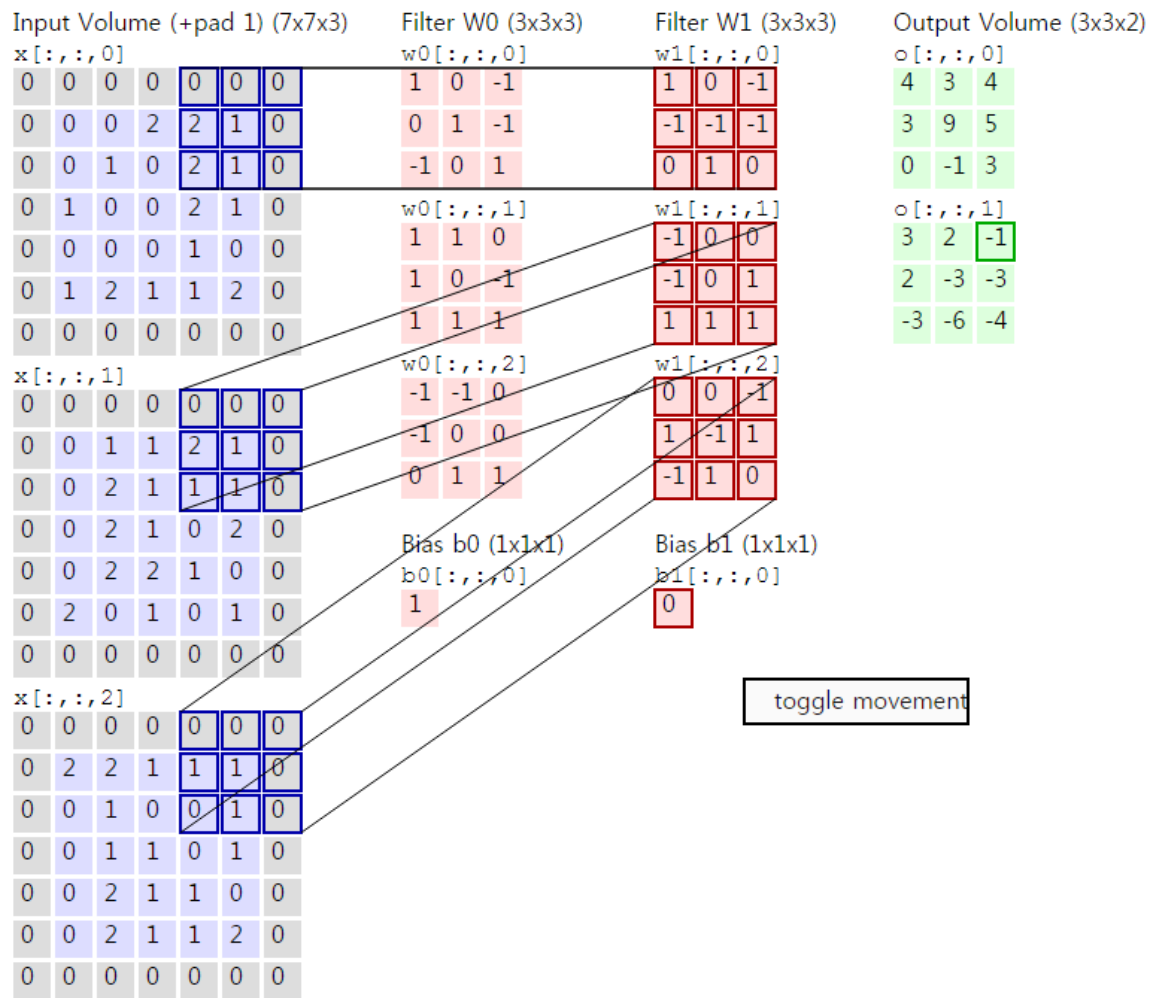 Input Volume (+pad 1) (7x7x3)
x[:,:,0]
0 0 0 0 0 0 0
0 0 0 2 2 1 0
0 0 1 0 2 1 0
0 1 0 0 2 1 0
0 0 0 0 1 0 0
0 1 2 1 1 2 0
0 0 0 0 0 0 0
x[:,:,1]
0 0 0 0 0 0 0
0 0 1 1 2 1 0
0 0 2 1 1 1 0
0 0 2 1 0 2 0
0 0 2 2 1 0 0
0 2 0 1 0 1 0
0 0 0 0 0 0 0
x[:,:,2]
0 0 0 0 0 0 0
0 2 2 1 1 1 0
0 0 1 0 0 1 0
0 0 1 1 0 1 0
0 0 2 1 1 0 0
0 0 2 1 1 2 0
0 0 0 0 0 0 0
Filter W0 (3x3x3)
w0[:,:,0]
1 0 -1
0 1 -1
-1 0 1
w0[:,:,1]
1 1 0
1 0 -1
1 1 1
w0[:,:,2]
-1 -1 0
-1 0 0
0 1 1
Bias b0 (1x1x1)
b0[:,:,0]
1
Filter W1 (3x3x3)
w1[:,:,0]
1 0 -1
-1 -1 -1
0 1 0
w1[:,:,1]
-1 0 0
-1 0 1
1 1 1
w1[:,:,2]
0 0 -1
1 -1 1
-1 1 0
Bias b1 (1x1x1)
b1[:,:,0]
0
Output Volume (3x3x2)
o[:,:,0]
4 3 4
3 9 5
0 -1 3
o[:,:,1]
3 2 -1
2 -3 -3
-3 -6 -4
toggle movement